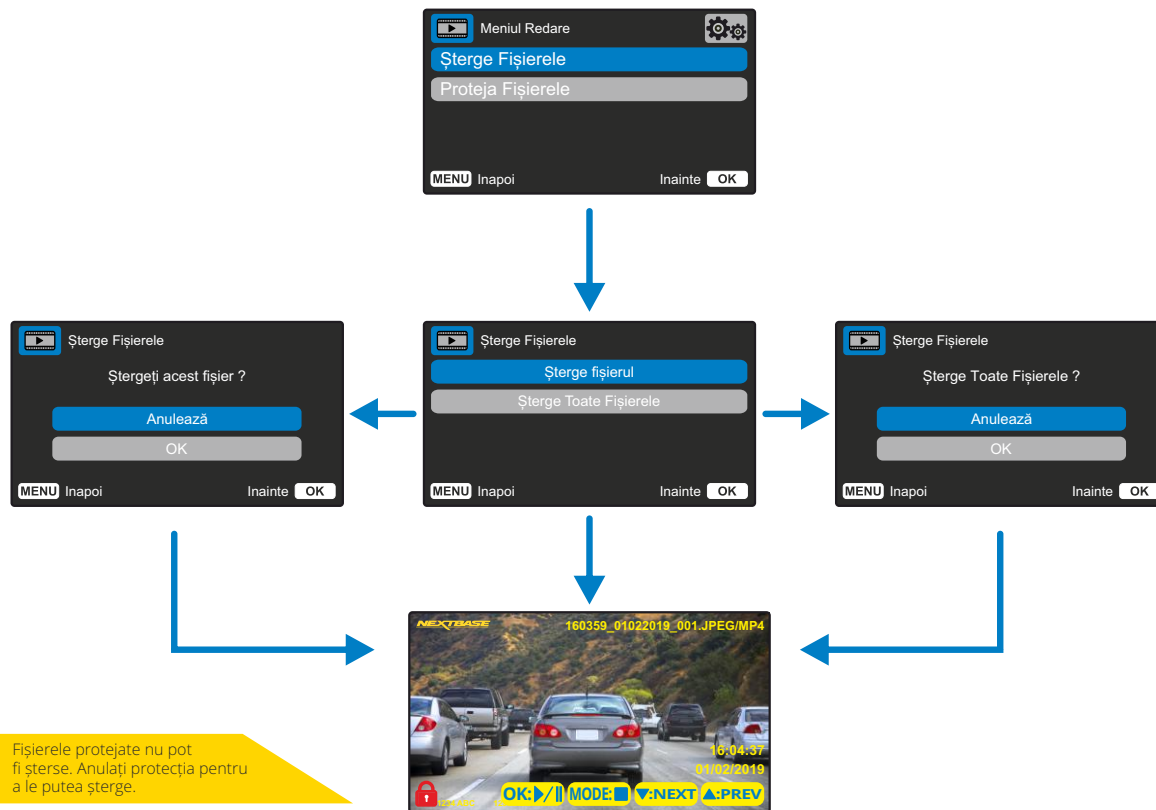 Meniul Redare
Șterge Fișierele
Proteja Fișierele
MENU Inapoi Inainte OK
Șterge Fișierele
Ștergeți acest fișier ?
Anulează
OK
MENU Inapoi Inainte OK
Șterge Fișierele
Șterge fișierul
Șterge Toate Fișierele
MENU Inapoi Inainte OK
Șterge Fișierele
Șterge Toate Fișierele ?
Anulează
OK
MENU Inapoi Inainte OK
NEXTBASE 160359_01022019_001.JPEG/MP4
16:04:37
01/02/2019
OK: MODE: ▼:NEXT ▲:PREV
Fișierele protejate nu pot
fi șterse. Anulați protecția pentru
a le putea șterge.